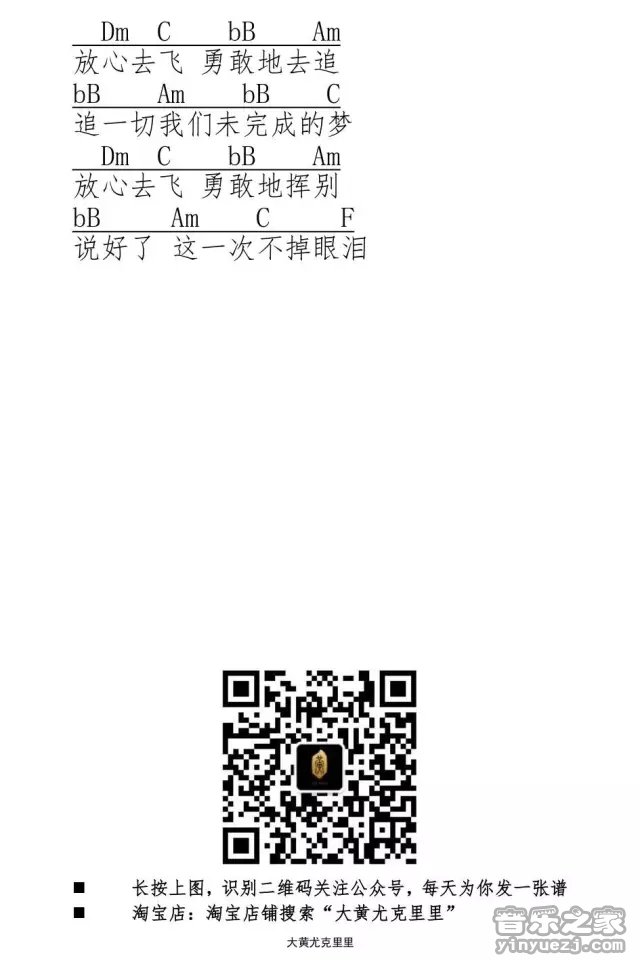 Dm C bB Am
放心去飞 勇敢地去追
bB Am bB C
追一切我们未完成的梦
Dm C bB Am
放心去飞 勇敢地挥别
bB Am C F
说好了 这一次不掉眼泪
■ 长按上图，识别二维码关注公众号，每天为你发一张谱
■ 淘宝店：淘宝店铺搜索“大黄尤克里里”
大黄尤克里里
音乐之家
yinyuezj.com